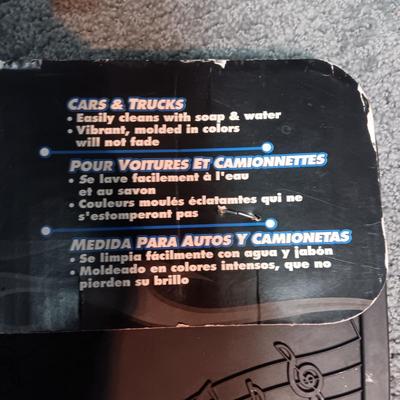 CARS & TRUCKS
• Easily cleans with soap & water
• Vibrant, molded in colors
will not fade
POUR VOITURES ET CAMIONNETTES
• Se lave facilement à l'eau
et au savon
• Couleurs moulés éclatamtes qui ne
s'estomperont pas
MEDIDA PARA AUTOS Y CAMIONETAS
• Se limpia fácilmente con agua y jabón
• Moldeado en colores intensos, que no
pierden su brillo